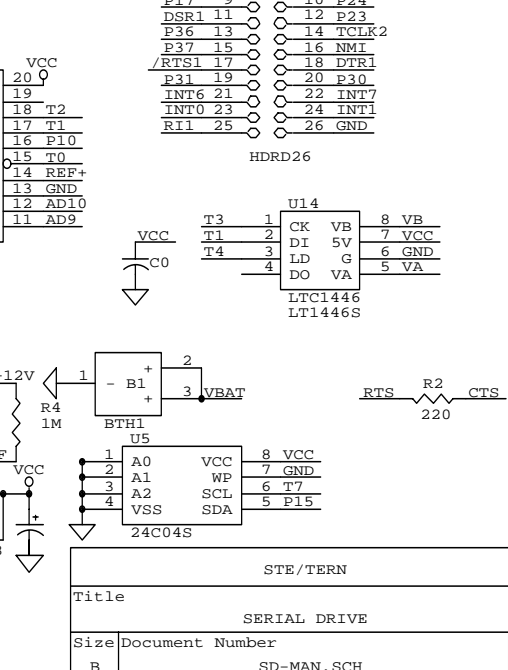 P17 9 10 P24
DSR1 11 12 P23
P36 13 14 TCLK2
P37 15 16 NMI
/RTS1 17 18 DTR1
P31 19 20 P30
INT6 21 22 INT7
INT0 23 24 INT1
RI1 25 26 GND
HDRD26
VCC
20
19
18 T2
17 T1
16 P10
15 T0
14 REF+
13 GND
12 AD10
11 AD9
VCC
C0
U14
T3 1 CK VB 8 VB
T1 2 DI 5V 7 VCC
T4 3 LD G 6 GND
4 DO VA 5 VA
LTC1446
LT1446S
+12V
R4
1M
1 - B1 + 2
+ 3 VBAT
BTH1
RTS R2 CTS
220
VCC
+
U5
1 A0 VCC 8 VCC
2 A1 WP 7 GND
3 A2 SCL 6 T7
4 VSS SDA 5 P15
24C04S
STE/TERN
Title
SERIAL DRIVE
Size Document Number
B SD-MAN.SCH